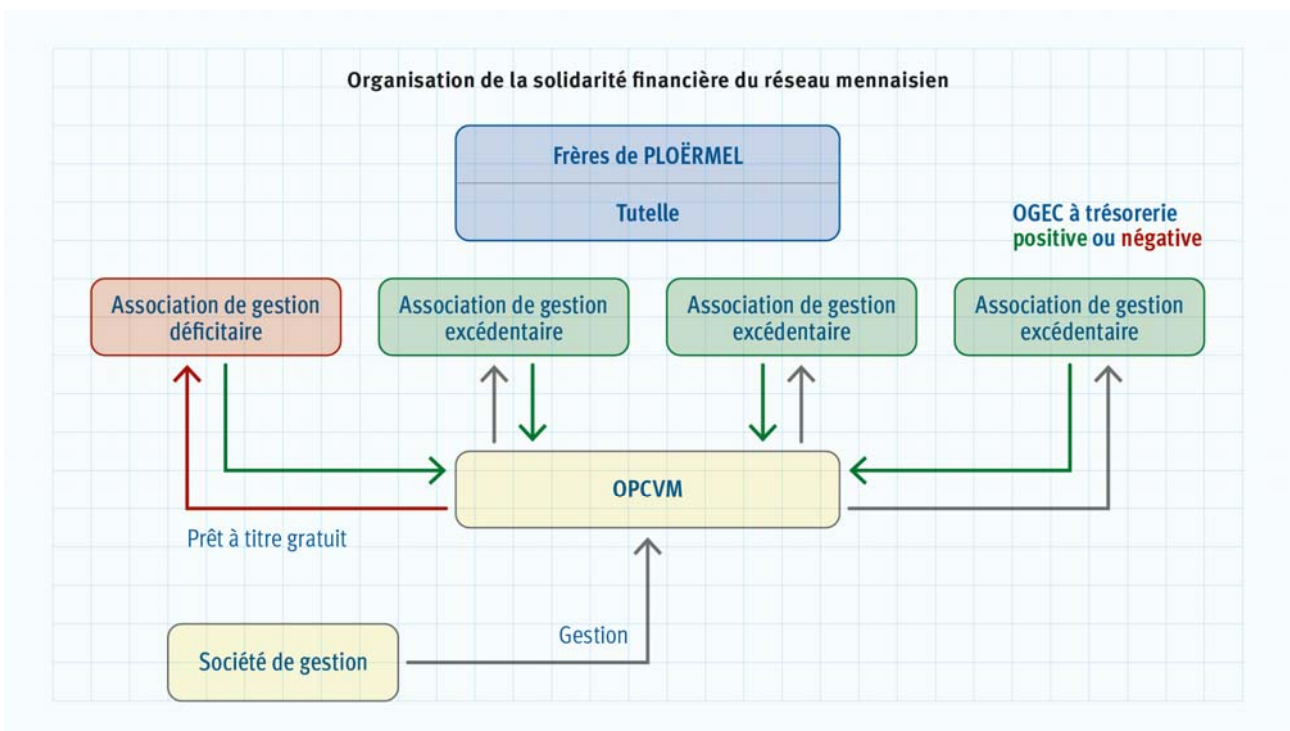 Organisation de la solidarité financière du réseau mennaisien
Frères de PLOËRMEL
Tutelle
OGEC à trésorerie
positive ou négative
Association de gestion
déficitaire
Association de gestion
excédentaire
Association de gestion
excédentaire
Association de gestion
excédentaire
OPCVM
Prêt à titre gratuit
Gestion
Société de gestion